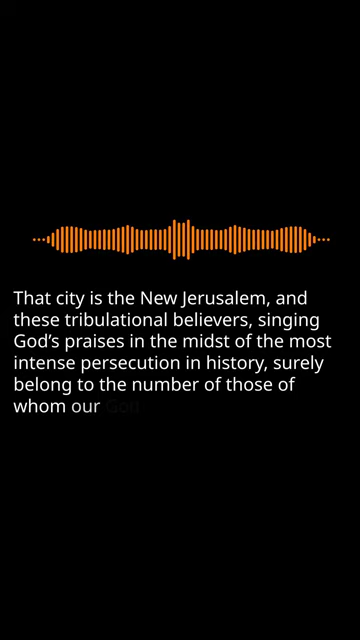 That city is the New Jerusalem, and
these tribulational believers, singing
God’s praises in the midst of the most
intense persecution in history, surely
belong to the number of those of
whom our God